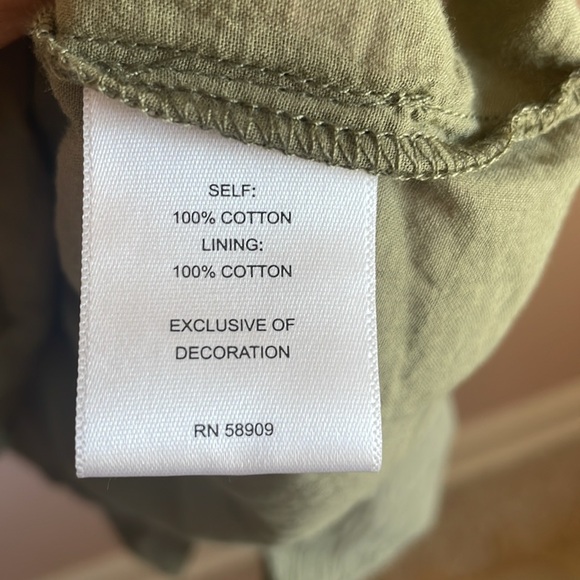 SELF:
100% COTTON
LINING:
100% COTTON
EXCLUSIVE OF
DECORATION
RN 58909